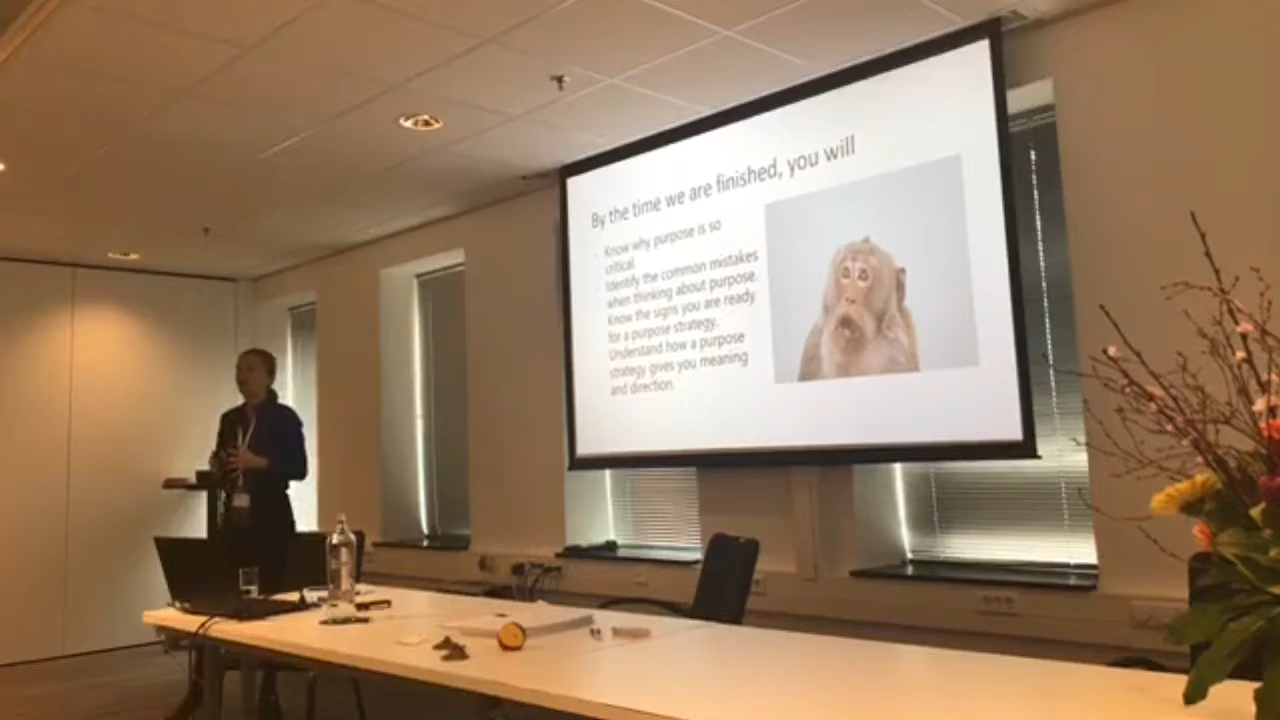 By the time we are finished, you will
Know why purpose is so
critical.
Identify the common mistakes
when thinking about purpose.
Know the signs you are ready
for a purpose strategy.
Understand how a purpose
strategy gives you meaning
and direction.